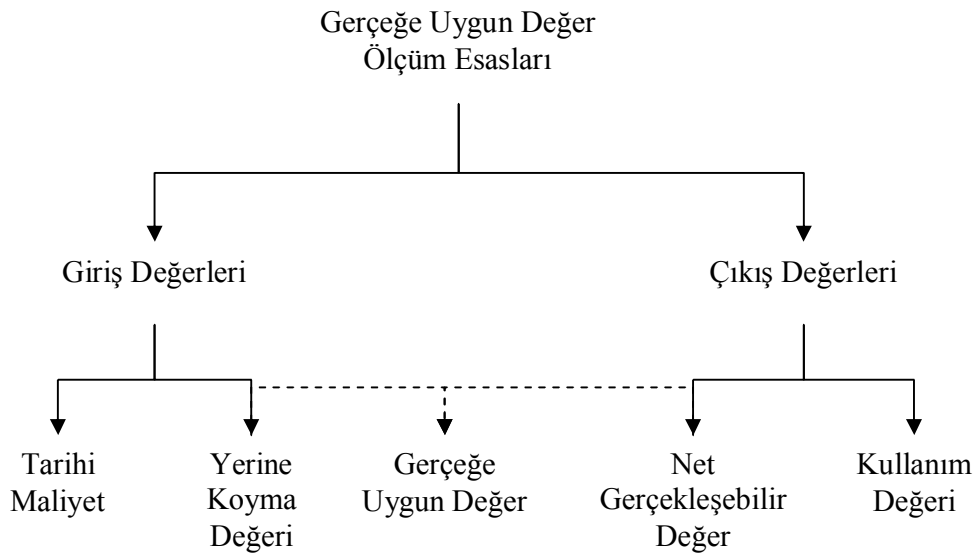 Gerçeğe Uygun Değer
Ölçüm Esasları
Giriş Değerleri
Çıkış Değerleri
Tarihi
Maliyet
Yerine
Koyma
Değeri
Gerçeğe
Uygun Değer
Net
Gerçekleşebilir
Değer
Kullanım
Değeri